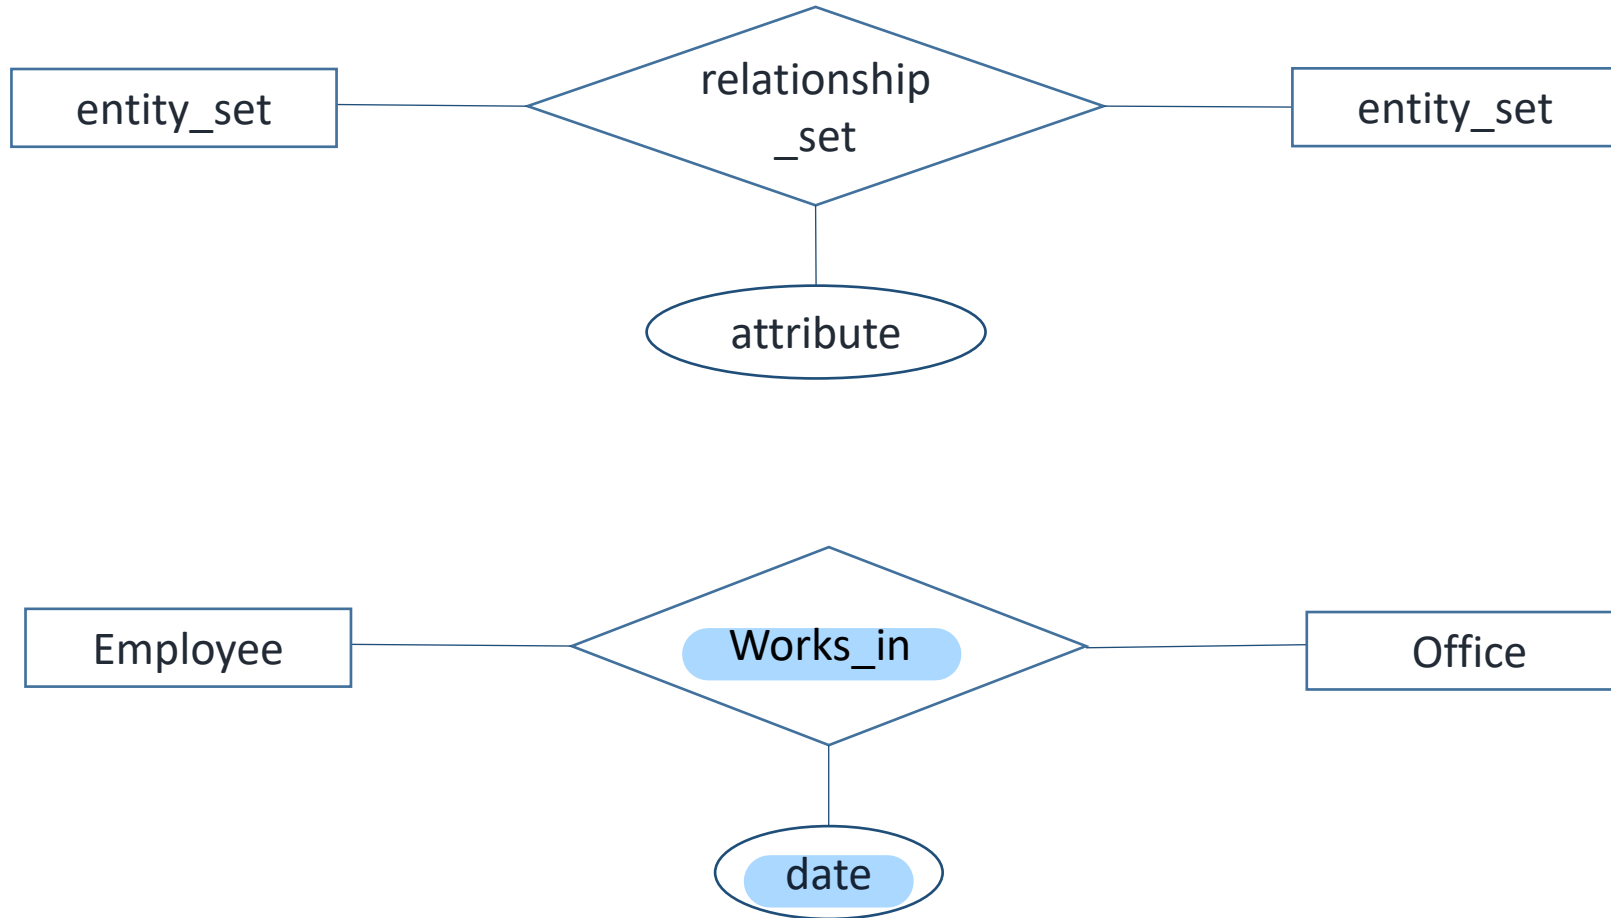 relationship
entity_set
entity_set
_set
attribute
Works_in
Employee
Office
date